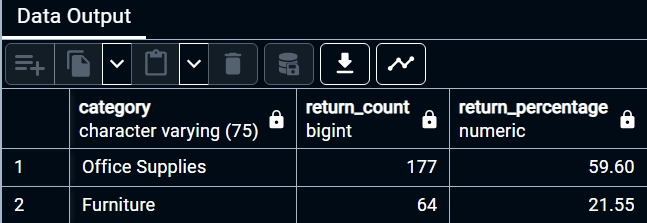 Data Output
category return_count return_percentage
character varying (75) bigint numeric
1 Office Supplies 177 59.60
2 Furniture 64 21.55